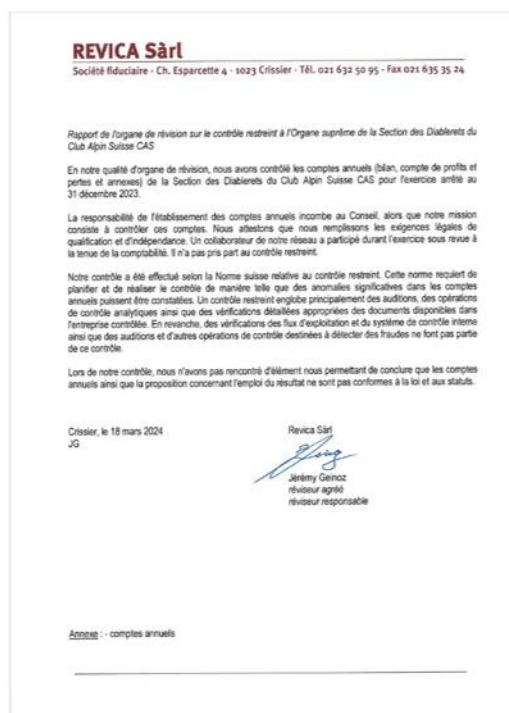 REVICA Sàrl
Société fiduciaire - Ch. Esparcette 4 - 1023 Crissier - Tél. 021 632 50 95 - Fax 021 635 35 24
Rapport de l'organe de révision sur le contrôle restreint à l'Organe suprême de la Section des Diablerets du
Club Alpin Suisse CAS
En notre qualité d'organe de révision, nous avons contrôlé les comptes annuels (bilan, compte de profits et
pertes et annexes) de la Section des Diablerets du Club Alpin Suisse CAS pour l'exercice arrêté au
31 décembre 2023.
La responsabilité de l'établissement des comptes annuels incombe au Conseil, alors que notre mission
consiste à contrôler ces comptes. Nous attestons que nous remplissons les exigences légales de
qualification et d'indépendance. Un collaborateur de notre réseau a participé durant l'exercice sous revue à
la tenue de la comptabilité. Il n'a pas pris part au contrôle restreint.
Notre contrôle a été effectué selon la Norme suisse relative au contrôle restreint. Cette norme requiert de
planifier et de réaliser le contrôle de manière telle que des anomalies significatives dans les comptes
annuels puissent être constatées. Un contrôle restreint englobe principalement des auditions, des opérations
de contrôle analytiques ainsi que des vérifications détaillées appropriées des documents disponibles dans
l'entreprise contrôlée. En revanche, des vérifications des flux d'exploitation et du système de contrôle interne
ainsi que des auditions et d'autres opérations de contrôle destinées à détecter des fraudes ne font pas partie
de ce contrôle.
Lors de notre contrôle, nous n'avons pas rencontré d'élément nous permettant de conclure que les comptes
annuels ainsi que la proposition concernant l'emploi du résultat ne sont pas conformes à la loi et aux statuts.
Crissier, le 18 mars 2024
JG
Revica Sàrl
Jérémy Geinoz
réviseur agréé
réviseur responsable
Annexe : - comptes annuels